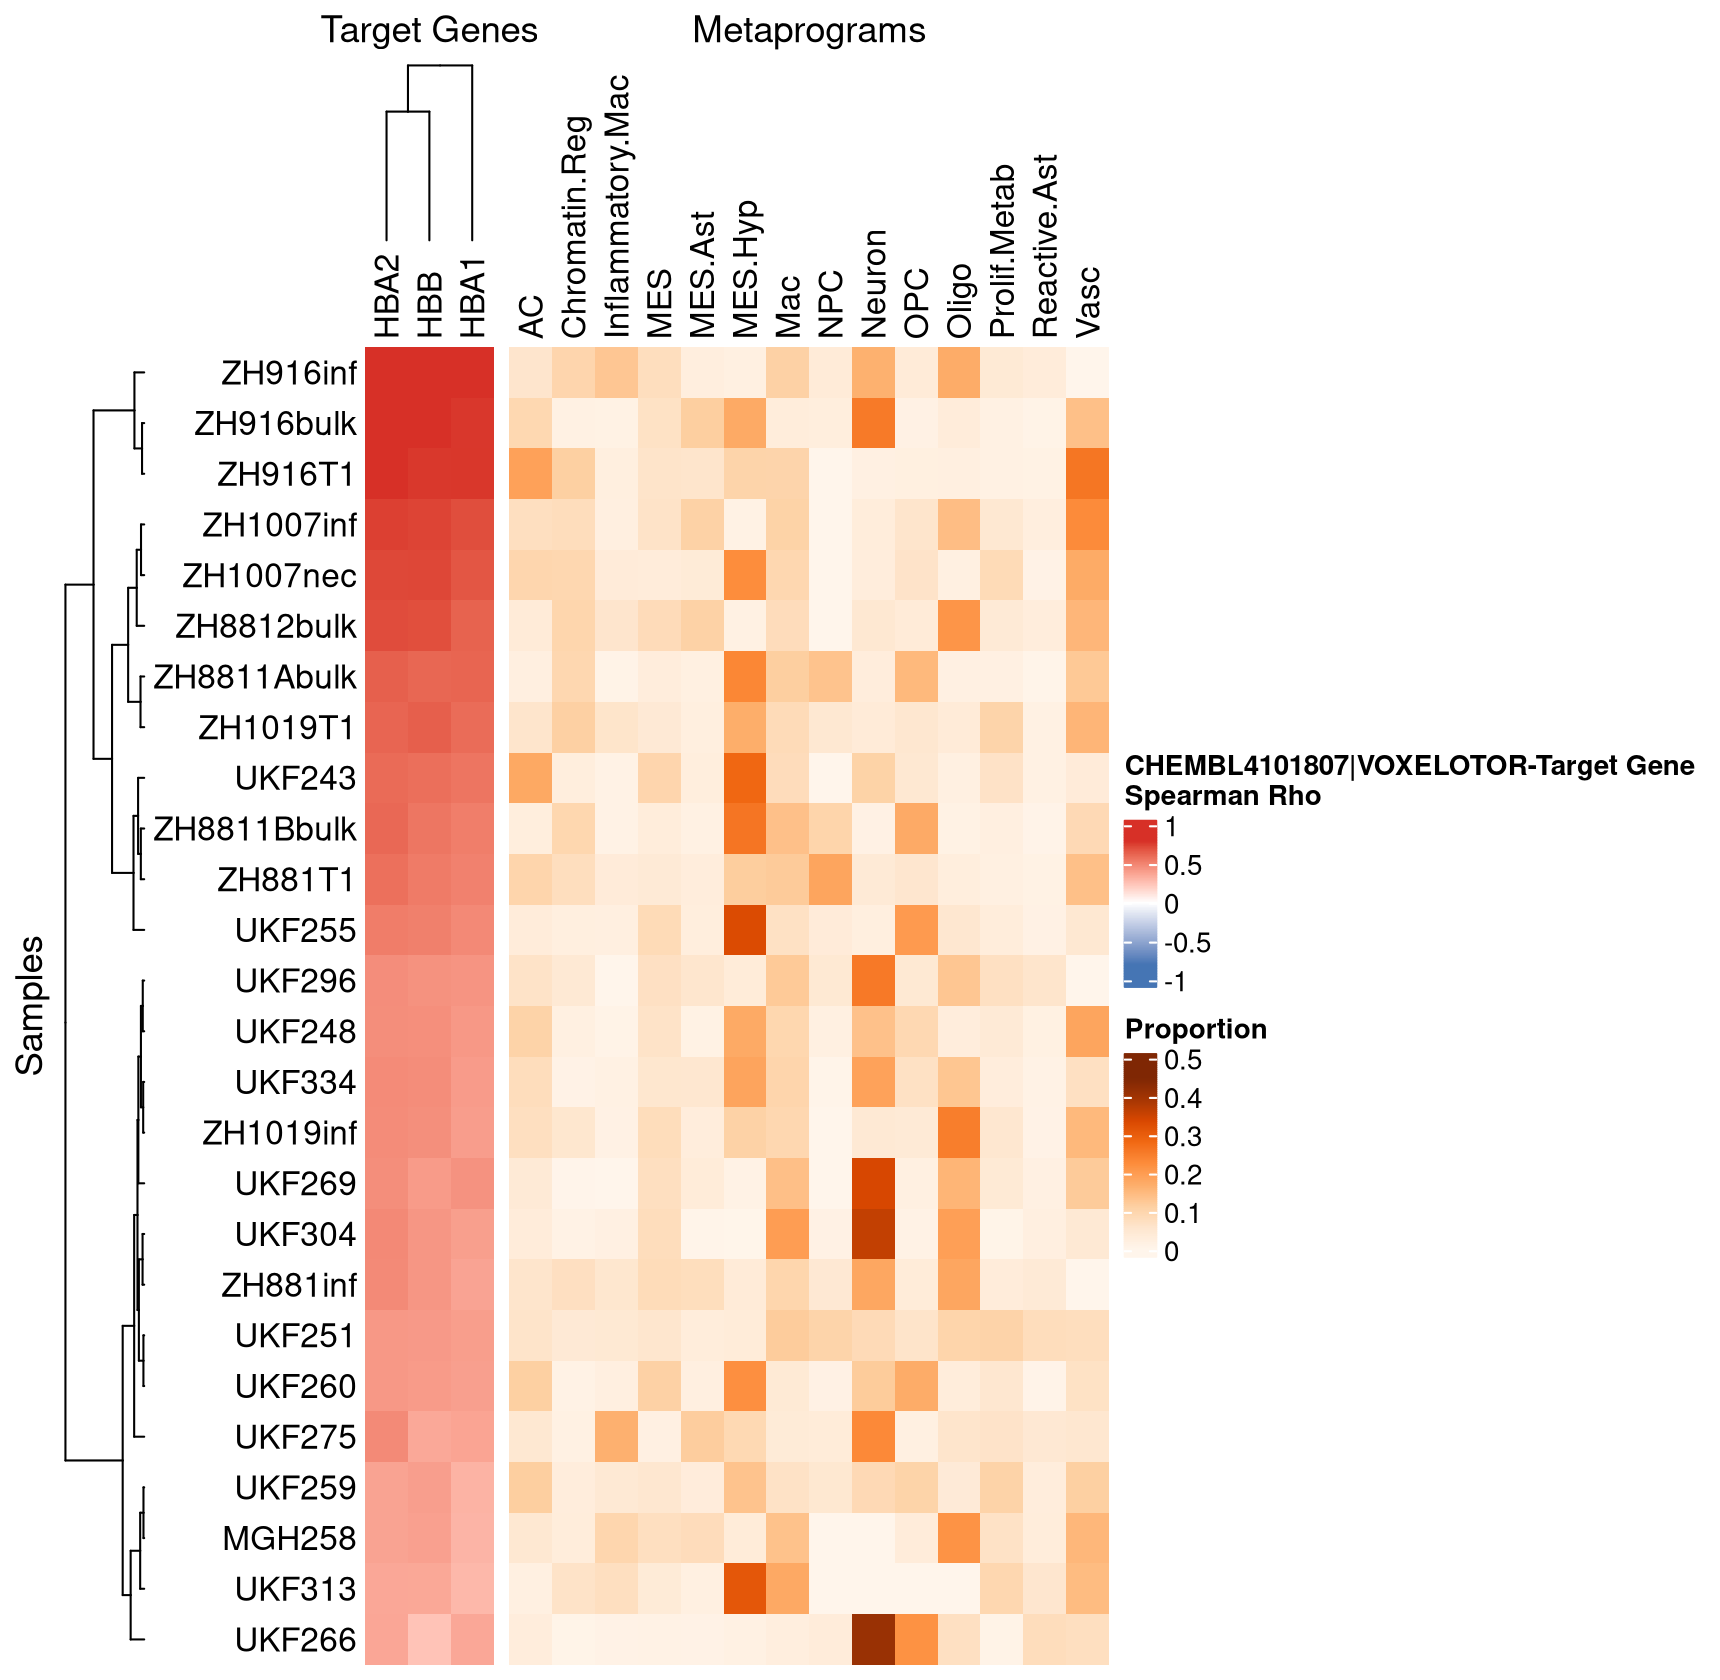 Target Genes
Metaprograms
HBA2
HBB
HBA1
AC
Chromatin.Reg
Inflammatory.Mac
MES
MES.Ast
MES.Hyp
Mac
NPC
Neuron
OPC
Oligo
Prolif.Metab
Reactive.Ast
Vasc
Samples
ZH916inf
ZH916bulk
ZH916T1
ZH1007inf
ZH1007nec
ZH8812bulk
ZH8811Abulk
ZH1019T1
UKF243
ZH8811Bbulk
ZH881T1
UKF255
UKF296
UKF248
UKF334
ZH1019inf
UKF269
UKF304
ZH881inf
UKF251
UKF260
UKF275
UKF259
MGH258
UKF313
UKF266
CHEMBL4101807|VOXELOTOR-Target Gene
Spearman Rho
1
0.5
0
-0.5
-1
Proportion
0.5
0.4
0.3
0.2
0.1
0